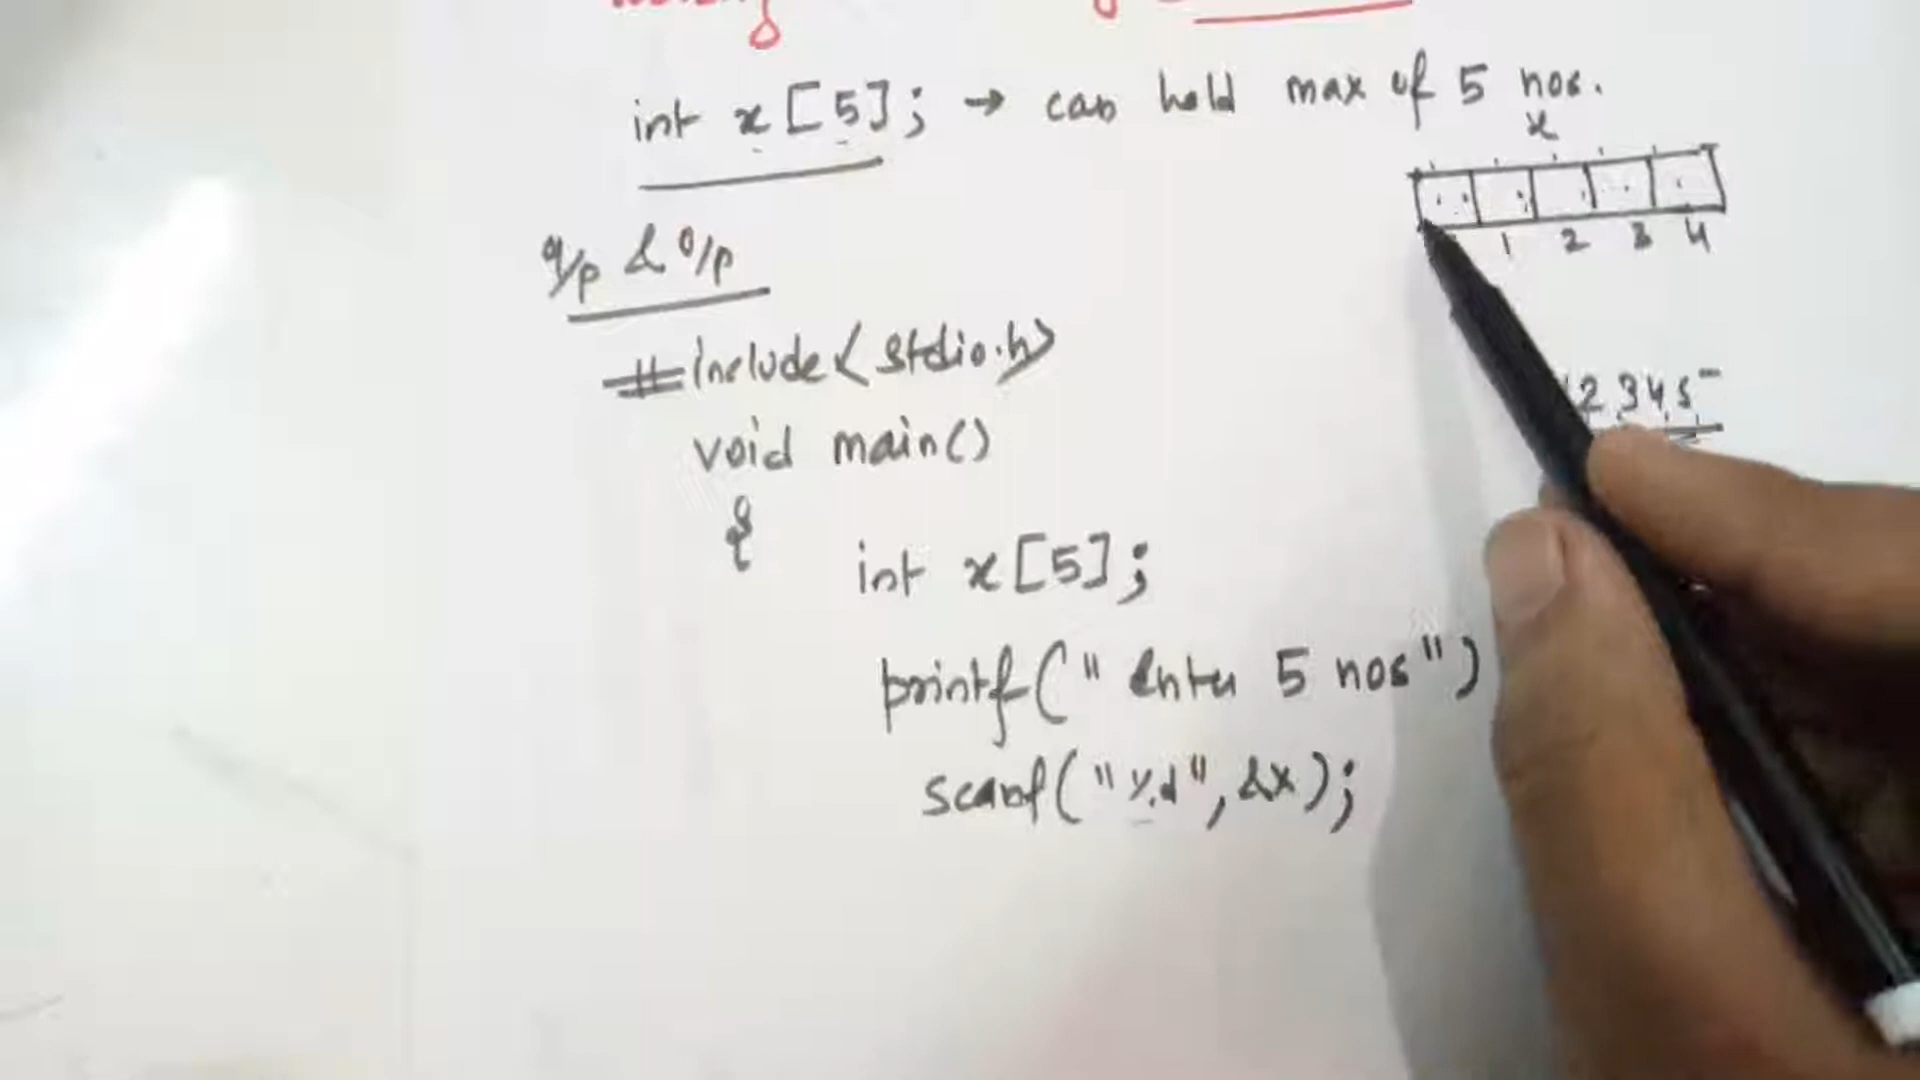 int x[5]; → can hold max of 5 nos.
x
1 2 3 4
i/p & o/p
#include<stdio.h>
2345
void main()
{
int x[5];
printf("Enter 5 nos")
scanf("%d", &x);